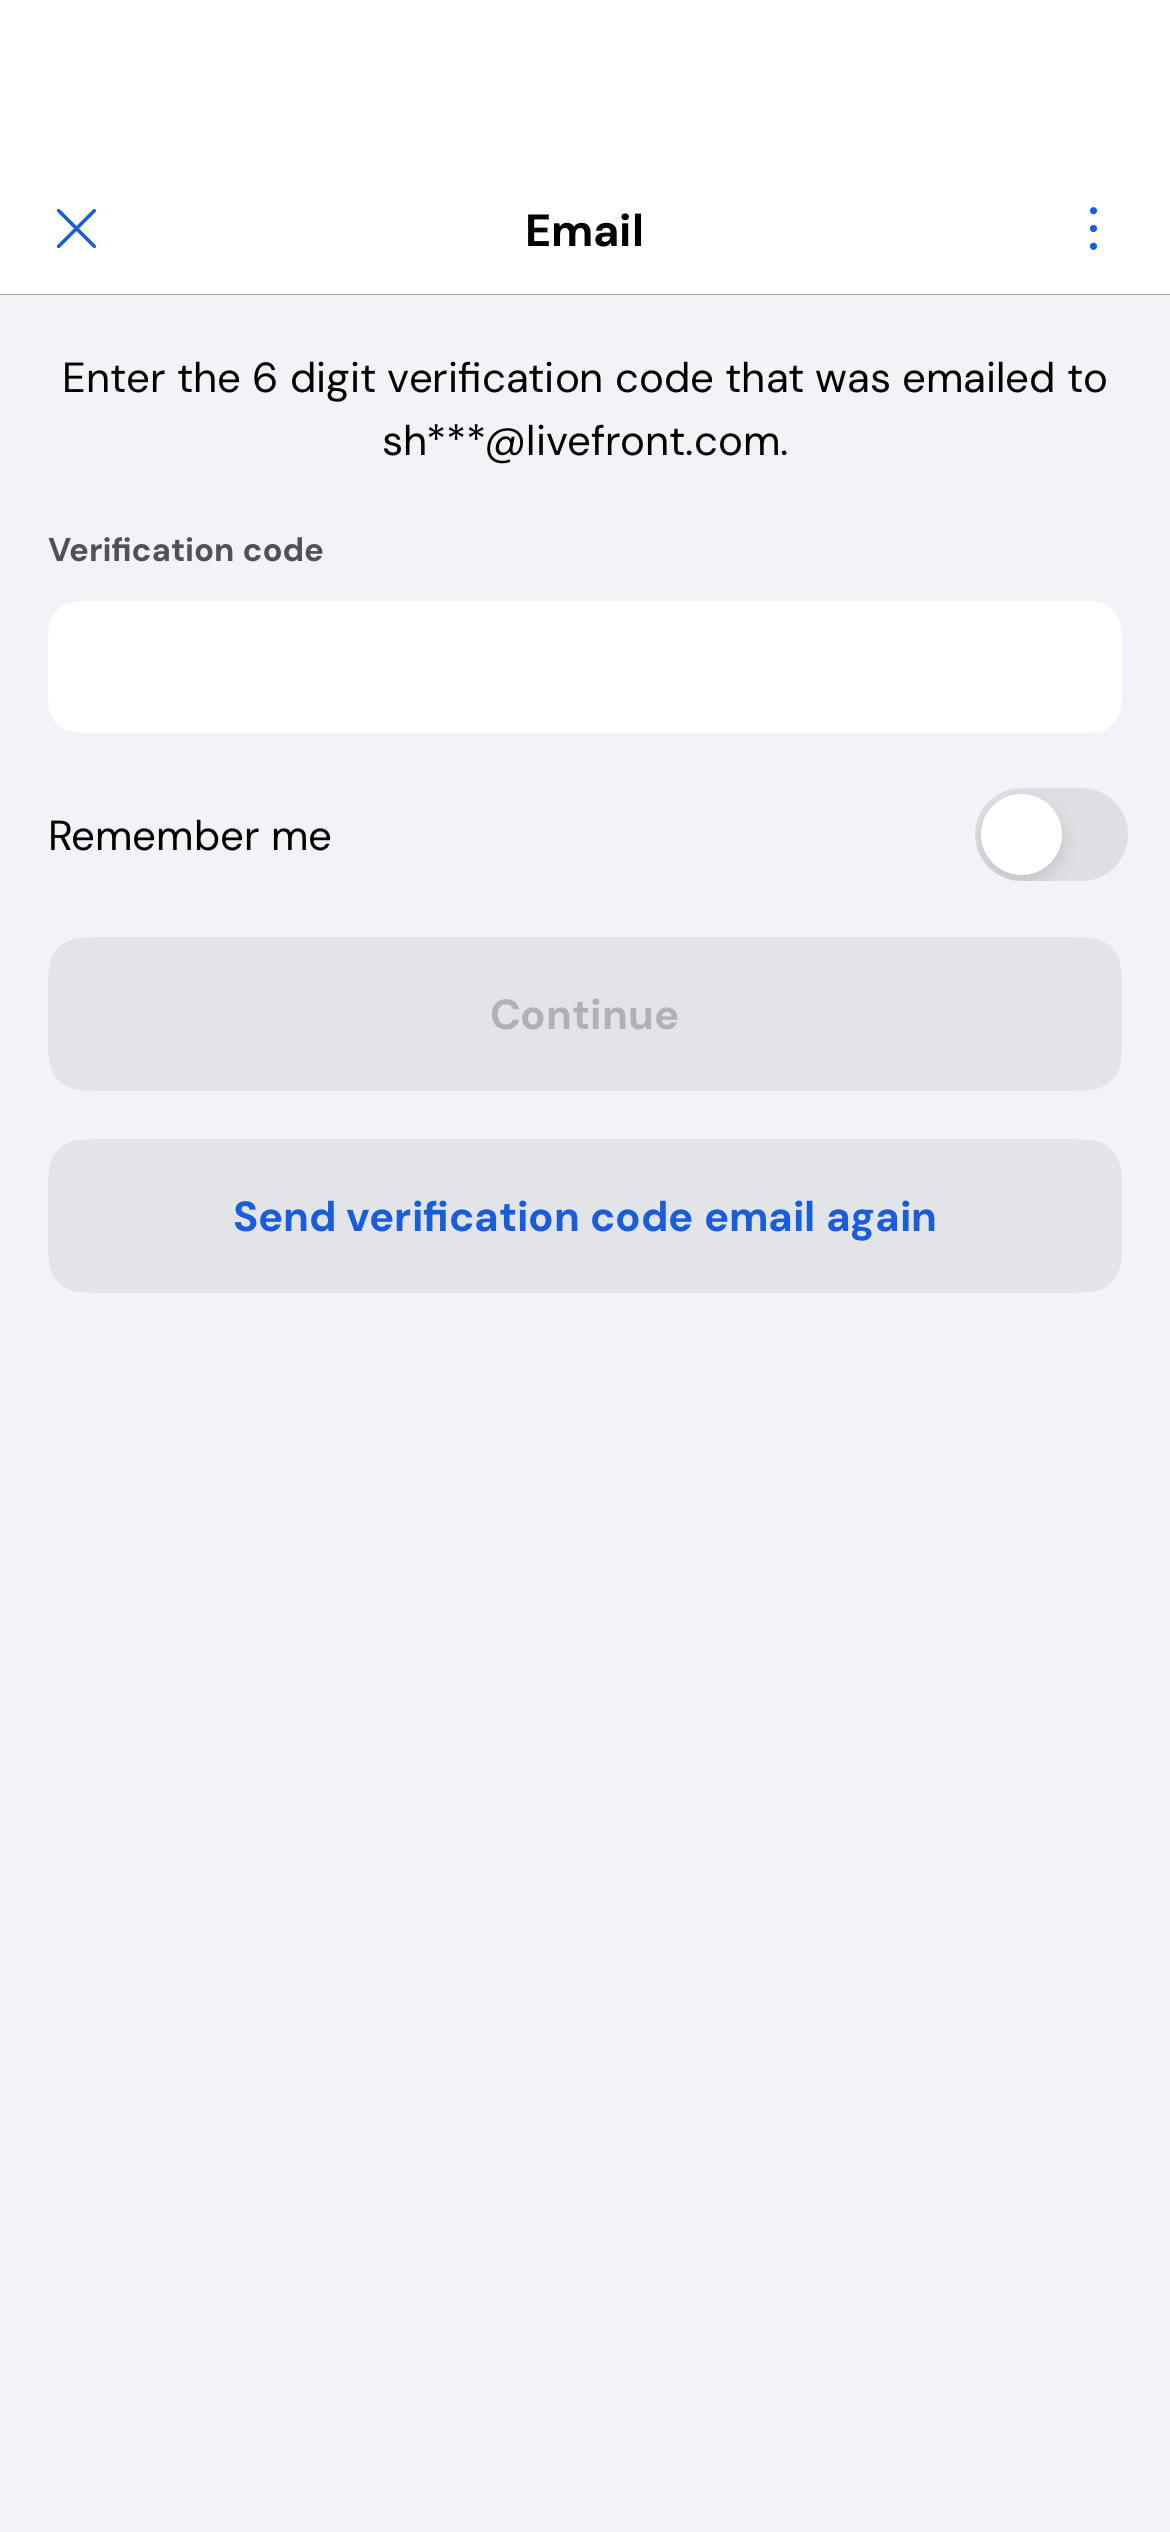 Email
Enter the 6 digit verification code that was emailed to
sh***@livefront.com.
Verification code
Remember me
Continue
Send verification code email again